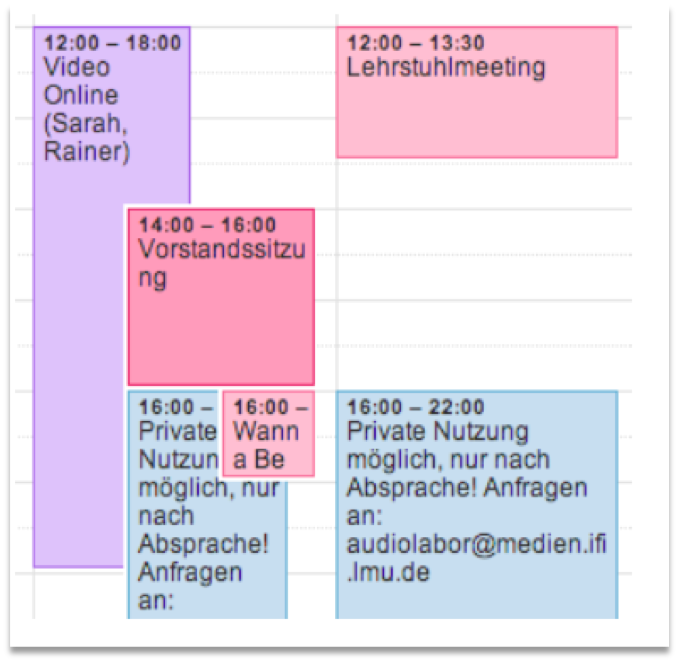 12:00 – 18:00
Video
Online
(Sarah,
Rainer)
14:00 – 16:00
Vorstandssitzu
ng
16:00 –
Private
Nutzun
möglich, nur
nach
Absprache!
Anfragen
an:
16:00 –
Wann
a Be
12:00 – 13:30
Lehrstuhlmeeting
16:00 – 22:00
Private Nutzung
möglich, nur nach
Absprache! Anfragen
an:
audiolabor@medien.ifi
.lmu.de